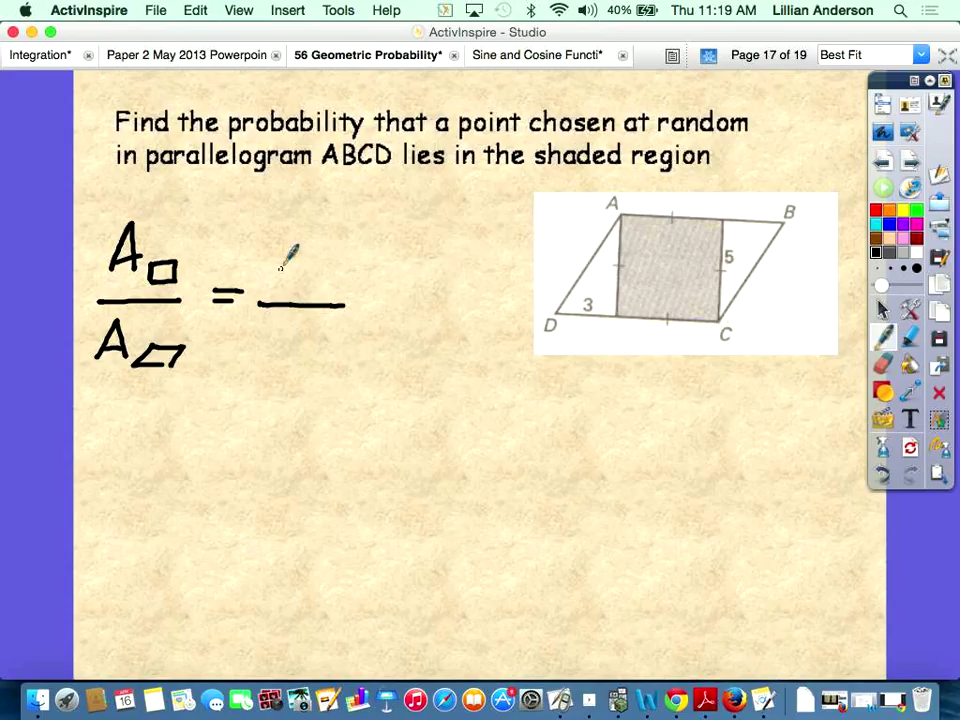 ActivInspire File Edit View Insert Tools Help 40% Thu 11:19 AM Lillian Anderson
ActivInspire - Studio
Integration* Paper 2 May 2013 Powerpoin 56 Geometric Probability* Sine and Cosine Functi* Page 17 of 19 Best Fit
Find the probability that a point chosen at random
in parallelogram ABCD lies in the shaded region
A B
5
3
D C
A
=
A
T